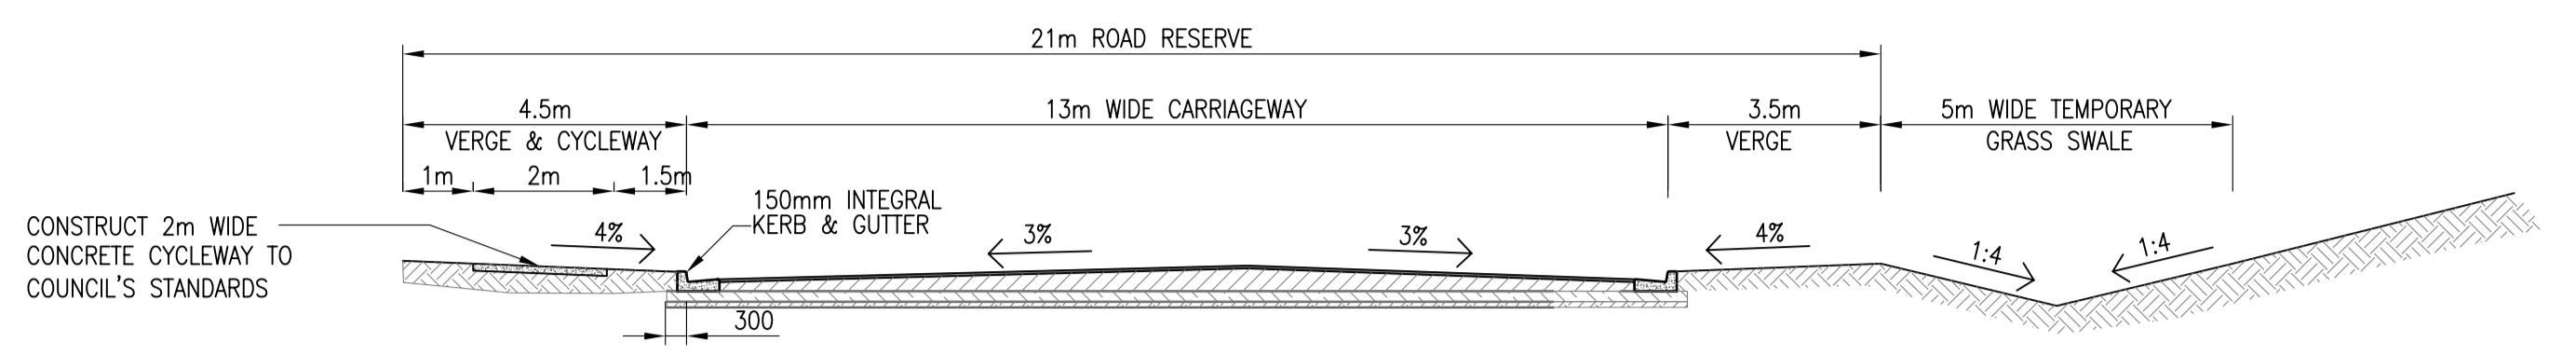 21m ROAD RESERVE
4.5m
13m WIDE CARRIAGEWAY
3.5m
5m WIDE TEMPORARY
VERGE & CYCLEWAY
VERGE
GRASS SWALE
1m
2m
1.5m
150mm INTEGRAL
KERB & GUTTER
CONSTRUCT 2m WIDE
CONCRETE CYCLEWAY TO
COUNCIL'S STANDARDS
4%
3%
3%
4%
1:4
1:4
300